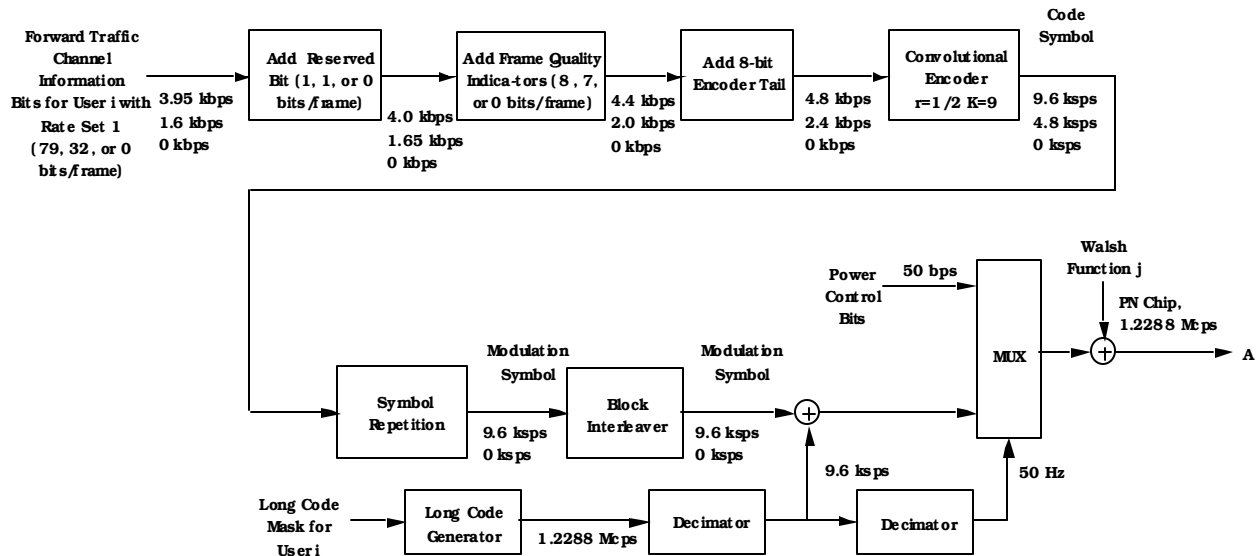 Forward Traffic
Channel
Information
Bits for User i with
Rate Set 1
(79, 32, or 0
bits/frame)
3.95 kbps
1.6 kbps
0 kbps
Add Reserved
Bit (1, 1, or 0
bits/frame)
4.0 kbps
1.65 kbps
0 kbps
Add Frame Quality
Indica-tors (8, 7,
or 0 bits/frame)
4.4 kbps
2.0 kbps
0 kbps
Add 8-bit
Encoder Tail
4.8 kbps
2.4 kbps
0 kbps
Convolutional
Encoder
r=1/2 K=9
Code
Symbol
9.6 ksps
4.8 ksps
0 ksps
Symbol
Repetition
Modulation
Symbol
9.6 ksps
0 ksps
Block
Interleaver
Modulation
Symbol
9.6 ksps
0 ksps
Power
Control
Bits
50 bps
MUX
Walsh
Function j
PN Chip,
1.2288 Mcps
A
Long Code
Mask for
User i
Long Code
Generator
1.2288 Mcps
Decimator
9.6 ksps
Decimator
50 Hz